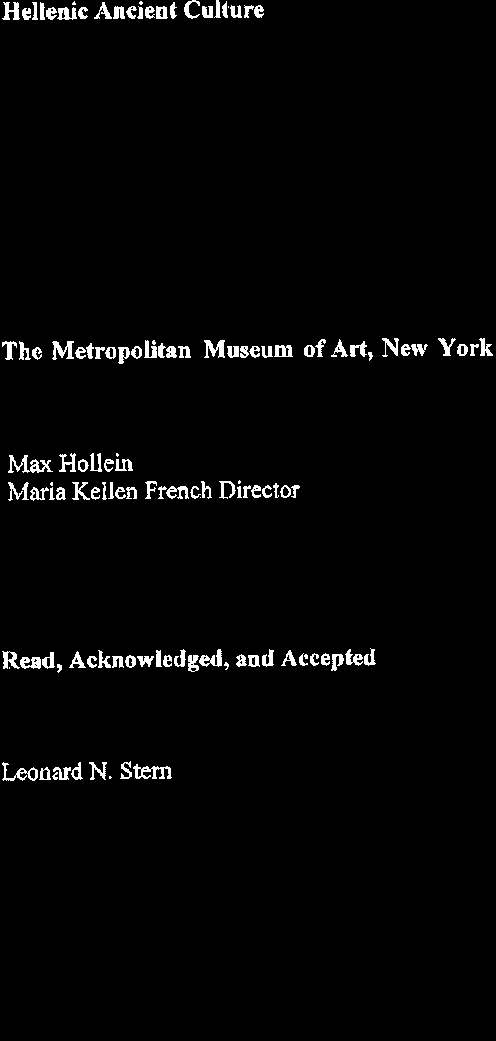 Hellenic Ancient Culture
The Metropolitan Museum of Art, New York
Max Hollein
Maria Kellen French Director
Read, Acknowledged, and Accepted
Leonard N. Stern